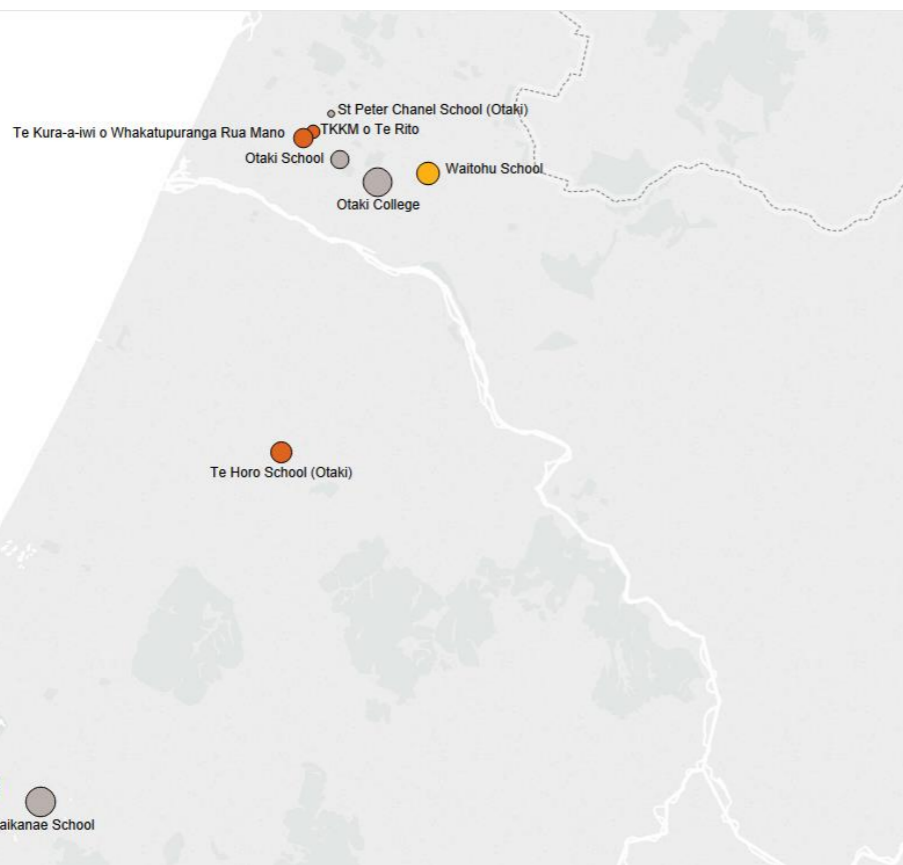 St Peter Chanel School (Otaki)
Te Kura-a-iwi o Whakatupuranga Rua Mano
TKKM o Te Rito
Otaki School
Waitohu School
Otaki College
Te Horo School (Otaki)
aikanae School